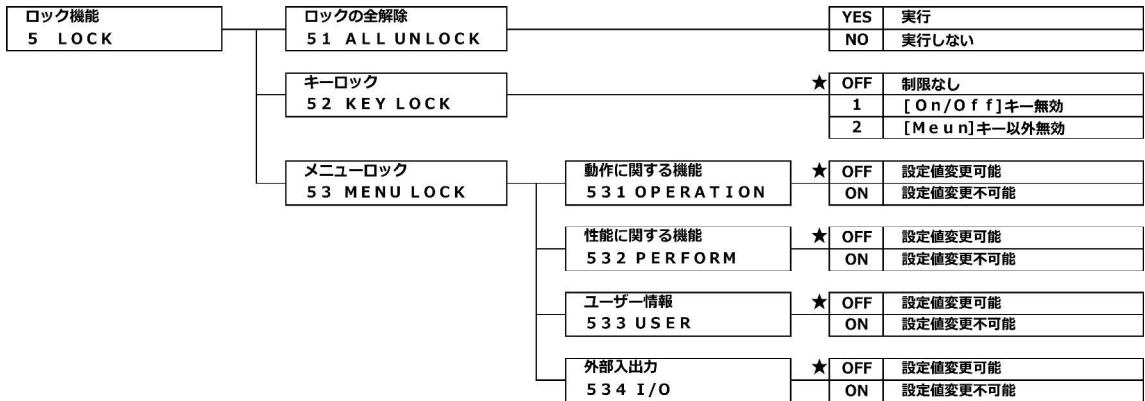 ロック機能
5 LOCK
ロックの全解除
51 ALL UNLOCK
YES 実行
NO 実行しない
キーロック
52 KEY LOCK
★ OFF 制限なし
1 [On/Off]キー無効
2 [Meun]キー以外無効
メニューロック
53 MENU LOCK
動作に関する機能
531 OPERATION
★ OFF 設定値変更可能
ON 設定値変更不可能
性能に関する機能
532 PERFORM
★ OFF 設定値変更可能
ON 設定値変更不可能
ユーザー情報
533 USER
★ OFF 設定値変更可能
ON 設定値変更不可能
外部入出力
534 I/O
★ OFF 設定値変更可能
ON 設定値変更不可能